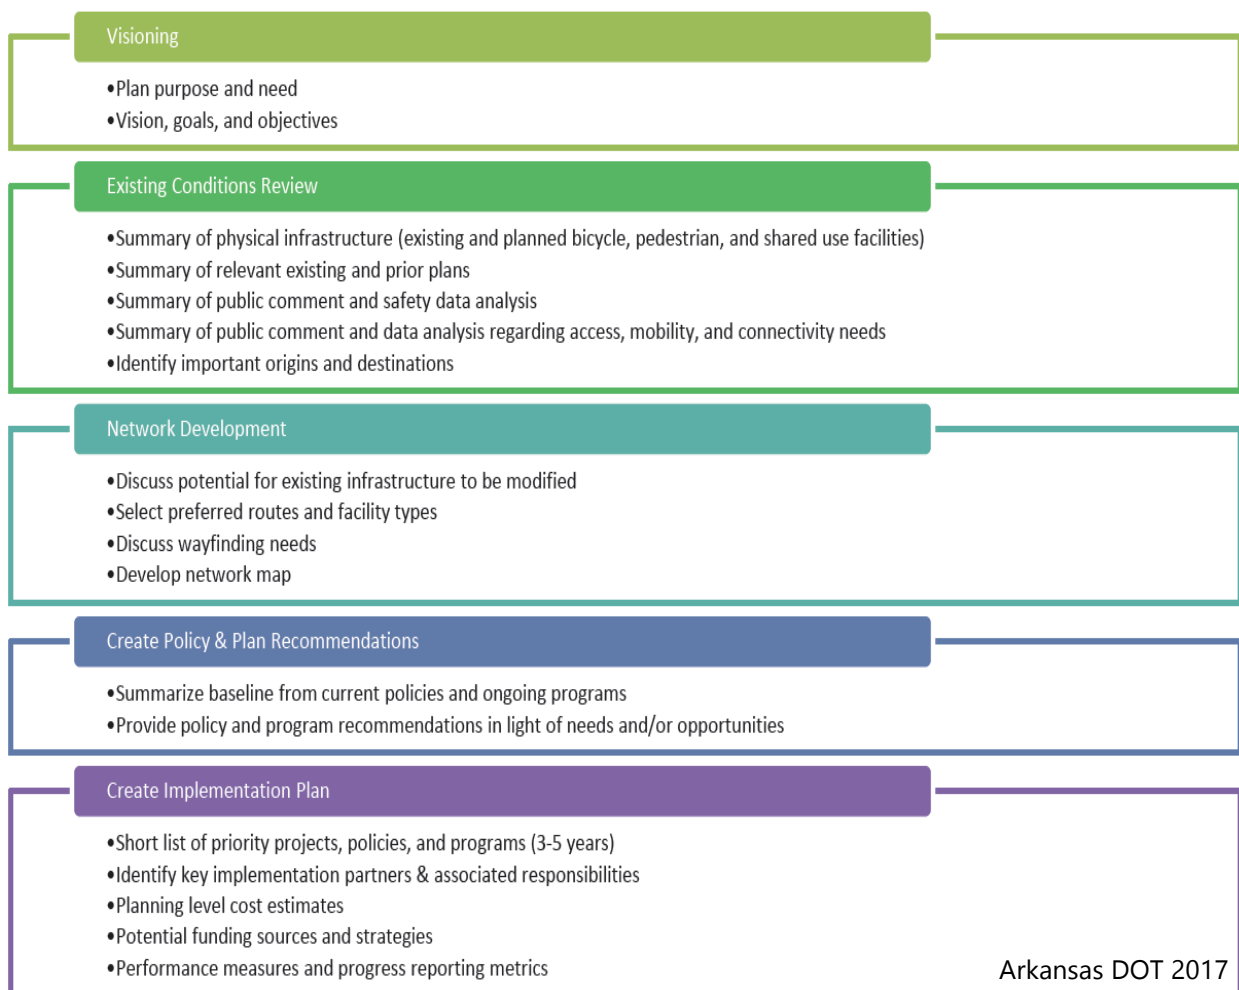 Visioning
•Plan purpose and need
•Vision, goals, and objectives
Existing Conditions Review
•Summary of physical infrastructure (existing and planned bicycle, pedestrian, and shared use facilities)
•Summary of relevant existing and prior plans
•Summary of public comment and safety data analysis
•Summary of public comment and data analysis regarding access, mobility, and connectivity needs
•Identify important origins and destinations
Network Development
•Discuss potential for existing infrastructure to be modified
•Select preferred routes and facility types
•Discuss wayfinding needs
•Develop network map
Create Policy & Plan Recommendations
•Summarize baseline from current policies and ongoing programs
•Provide policy and program recommendations in light of needs and/or opportunities
Create Implementation Plan
•Short list of priority projects, policies, and programs (3-5 years)
•Identify key implementation partners & associated responsibilities
•Planning level cost estimates
•Potential funding sources and strategies
•Performance measures and progress reporting metrics
Arkansas DOT 2017